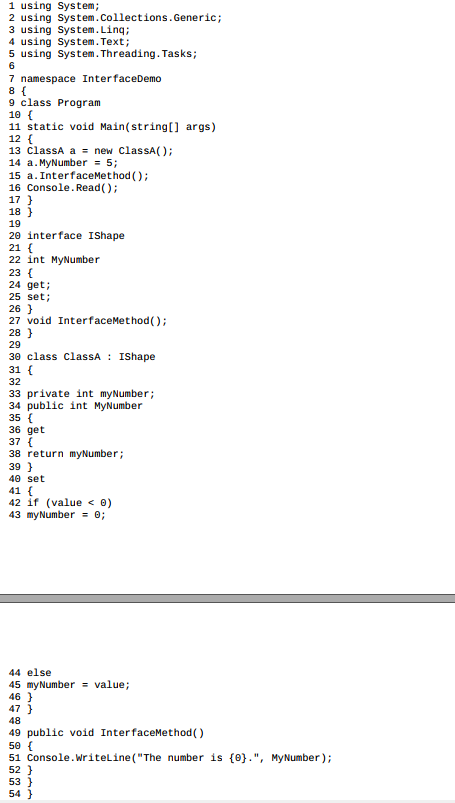 1 using System;
2 using System.Collections.Generic;
3 using System.Linq;
4 using System.Text;
5 using System.Threading.Tasks;
6
7 namespace InterfaceDemo
8 {
9 class Program
10 {
11 static void Main(string[] args)
12 {
13 ClassA a = new ClassA();
14 a.MyNumber = 5;
15 a.InterfaceMethod();
16 Console.Read();
17 }
18 }
19
20 interface IShape
21 {
22 int MyNumber
23 {
24 get;
25 set;
26 }
27 void InterfaceMethod();
28 }
29
30 class ClassA : IShape
31 {
32
33 private int myNumber;
34 public int MyNumber
35 {
36 get
37 {
38 return myNumber;
39 }
40 set
41 {
42 if (value < 0)
43 myNumber = 0;
44 else
45 myNumber = value;
46 }
47 }
48
49 public void InterfaceMethod()
50 {
51 Console.WriteLine("The number is {0}.", MyNumber);
52 }
53 }
54 }